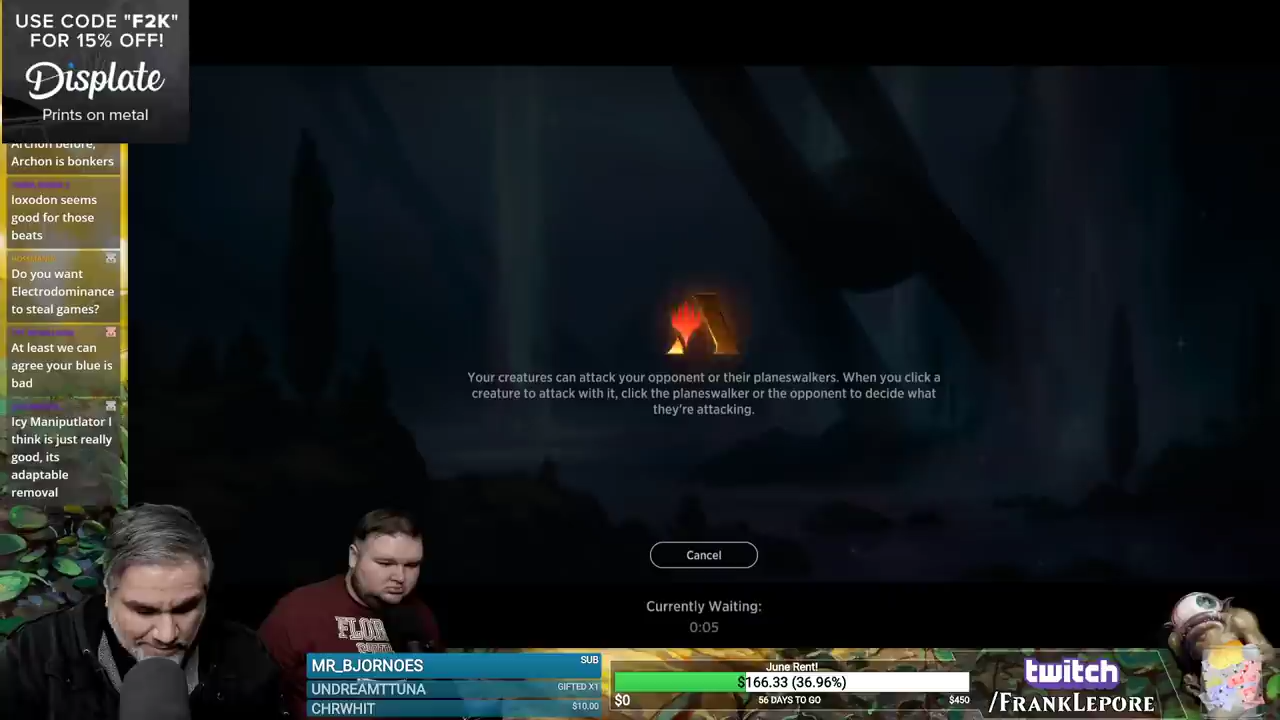 USE CODE "F2K"
FOR 15% OFF!
Displate
Prints on metal
Archon before,
Archon is bonkers
loxodon seems
good for those
beats
Do you want
Electrodominance
to steal games?
At least we can
agree your blue is
bad
Icy Maniputlator I
think is just really
good, its
adaptable
removal
Your creatures can attack your opponent or their planeswalkers. When you click a
creature to attack with it, click the planeswalker or the opponent to decide what
they're attacking.
Cancel
Currently Waiting:
0:05
FLOR
MR_BJORNOES SUB
UNDREAMTTUNA GIFTED X1
CHRWHIT $10.00
June Rent!
$166.33 (36.96%)
$0 56 DAYS TO GO $450
twitch
/FRANKLEPORE